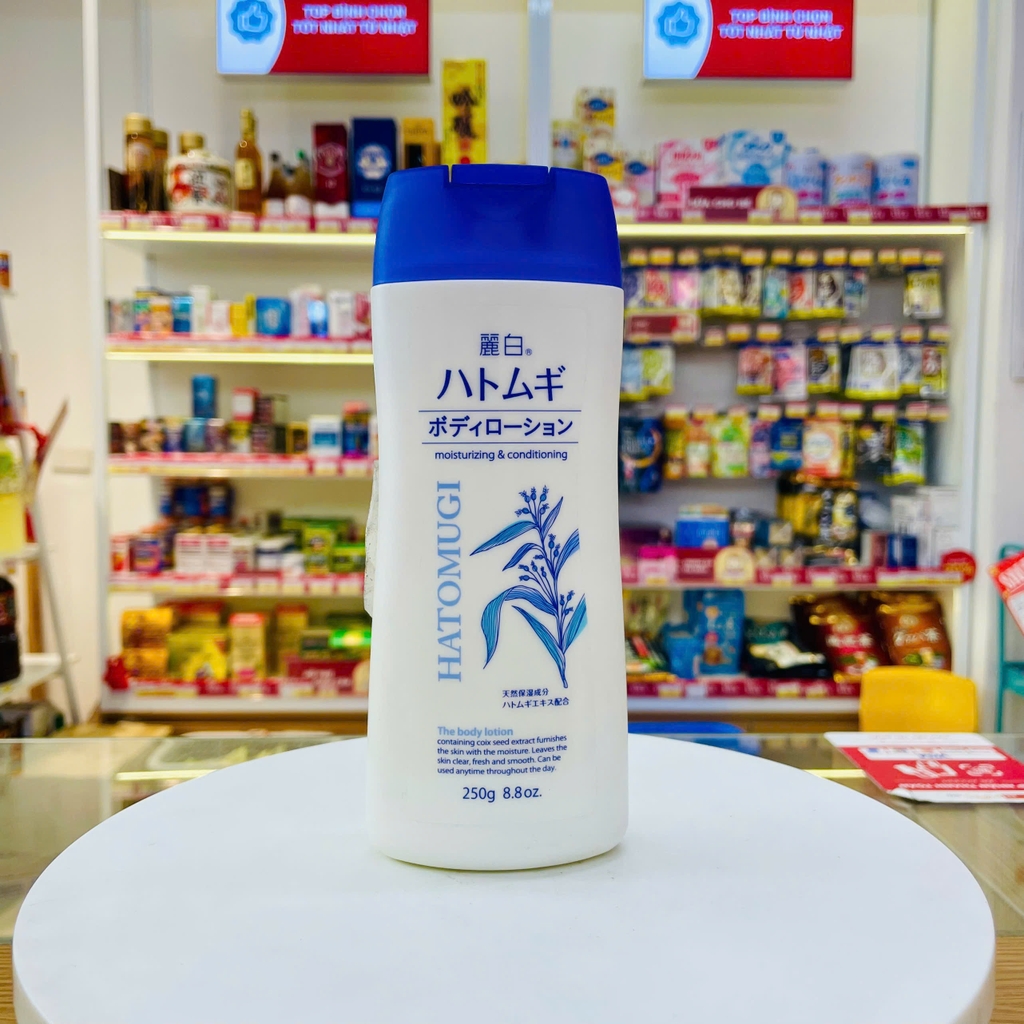 TOP BÌNH CHỌN
TỐT NHẤT TỪ NHẬT
TOP BÌNH CHỌN
TỐT NHẤT TỪ NHẬT
麗白®
ハトムギ
ボディローション
moisturizing & conditioning
HATOMUGI
天然保湿成分
ハトムギエキス配合
The body lotion
containing coix seed extract furnishes
the skin with the moisture. Leaves the
skin clear, fresh and smooth. Can be
used anytime throughout the day.
250g 8.8oz.